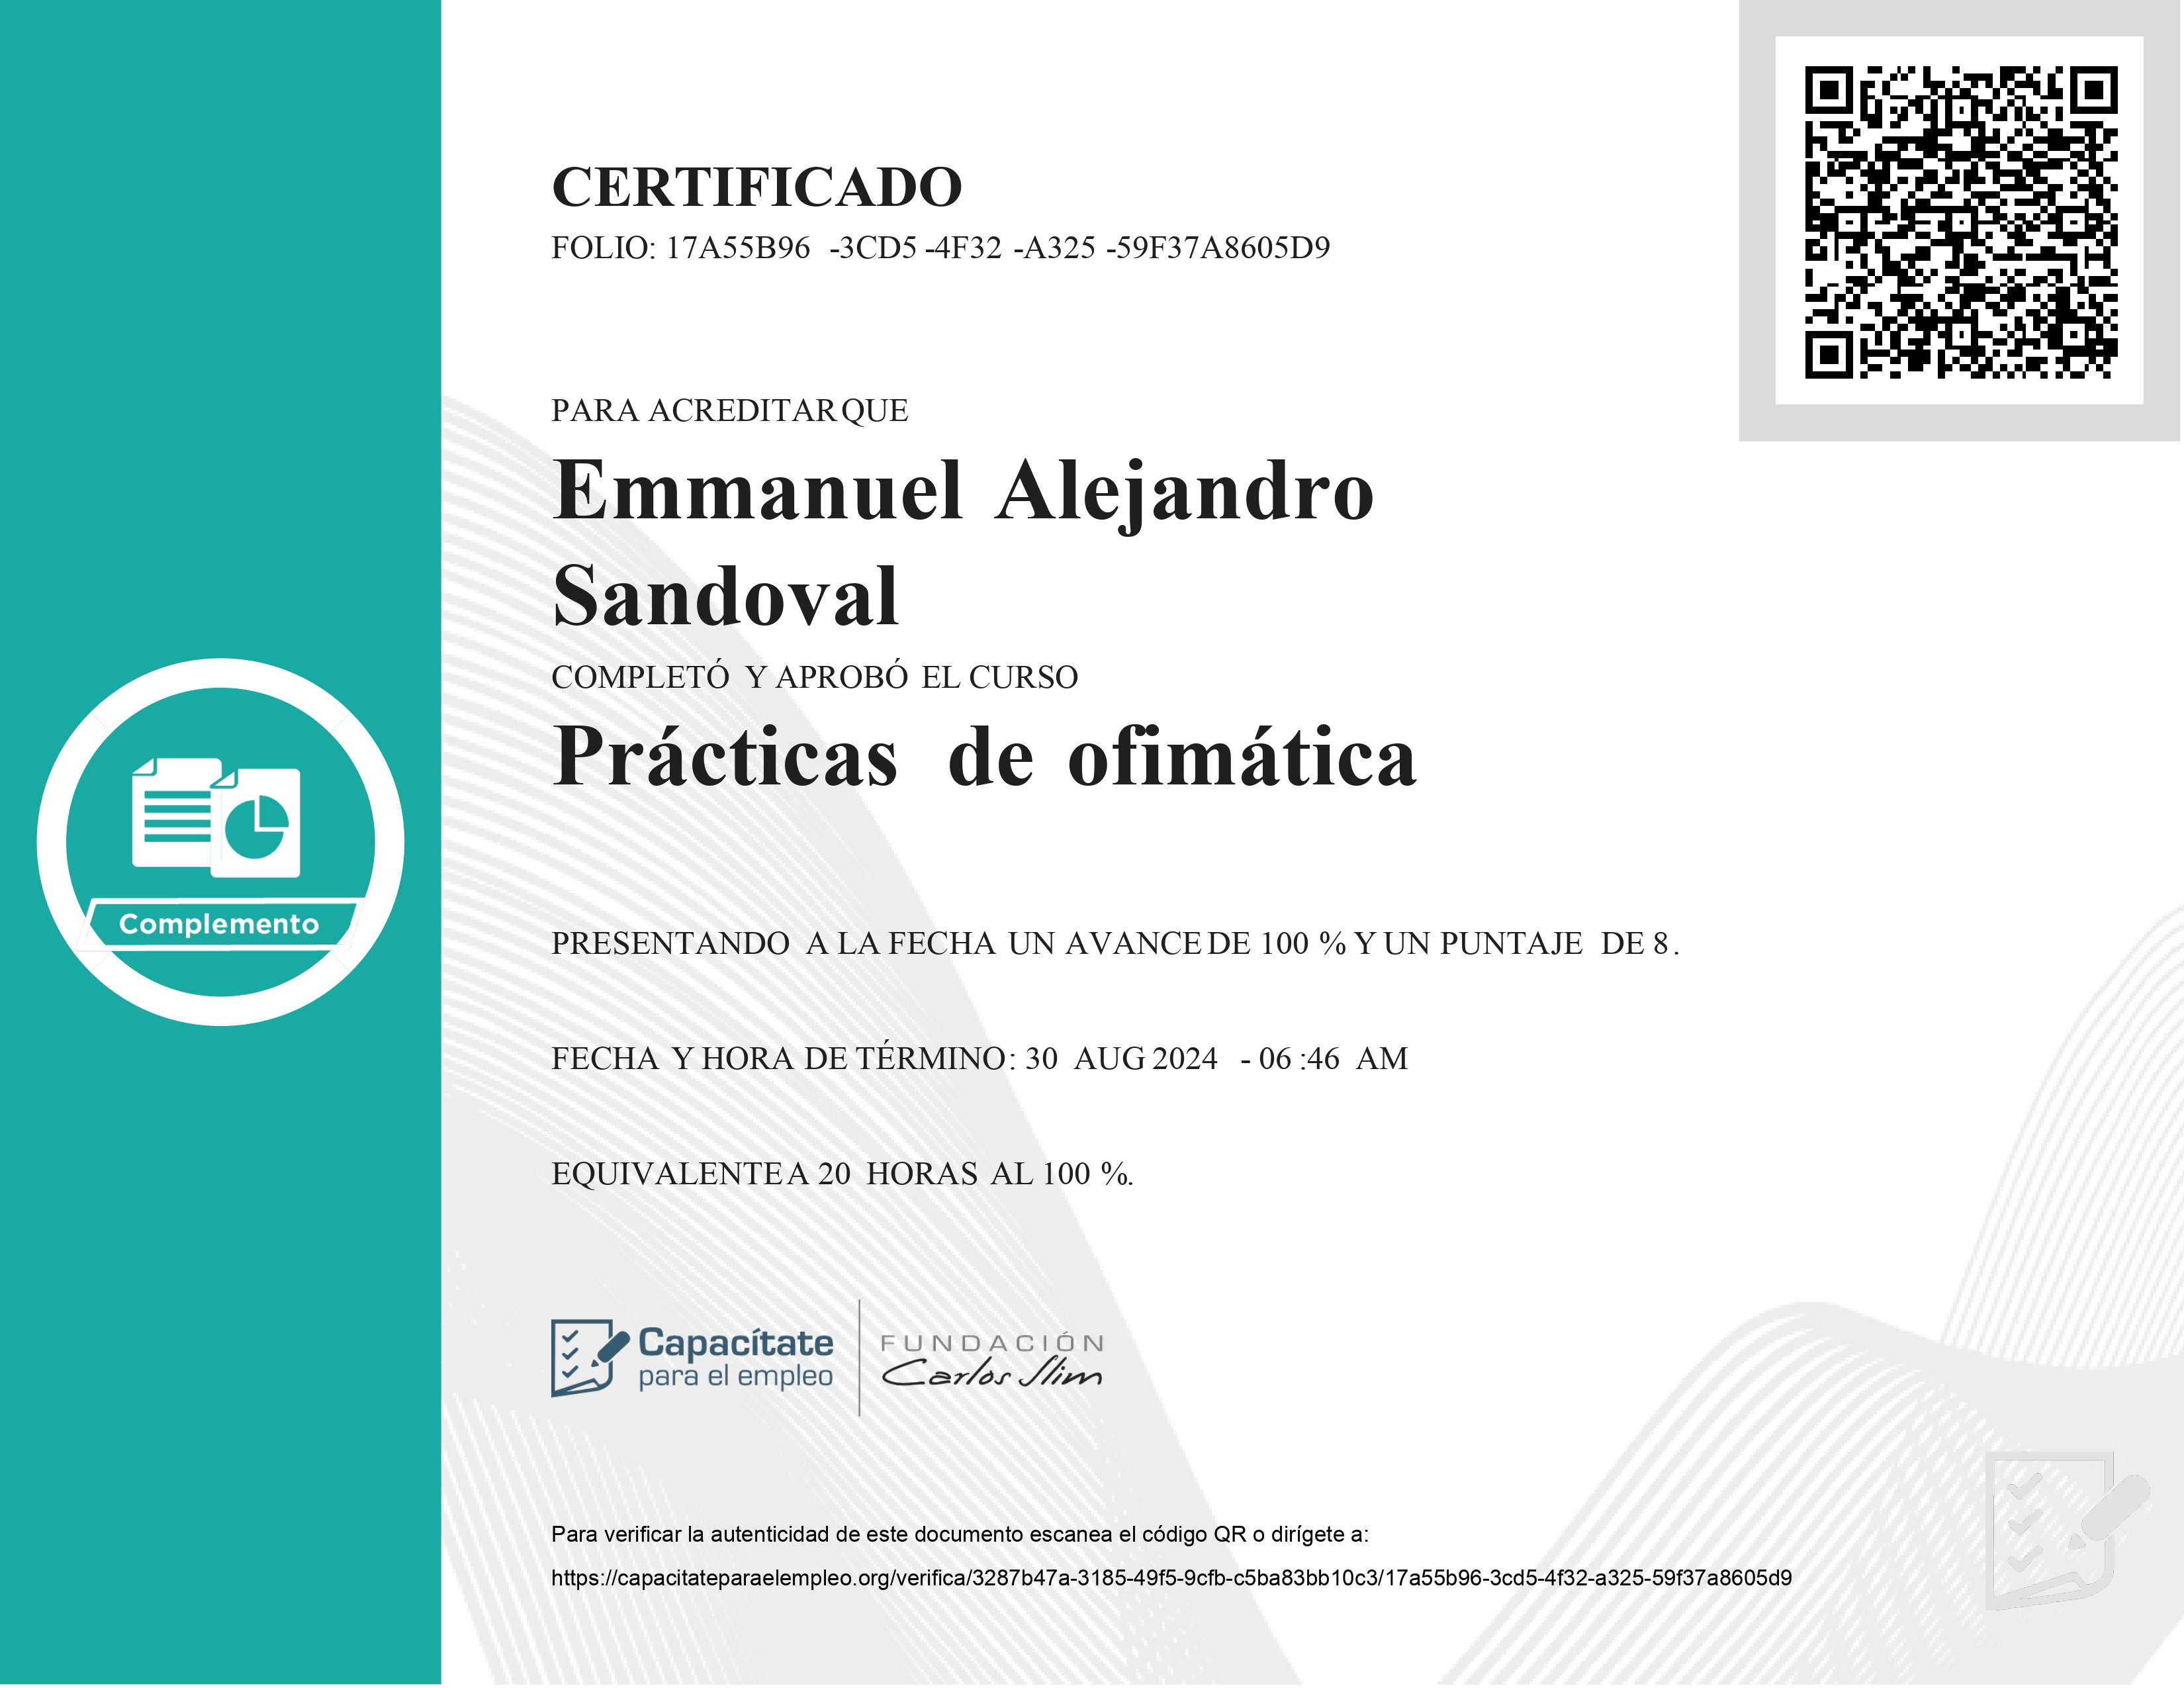 CERTIFICADO
FOLIO: 17A55B96 -3CD5 -4F32 -A325 -59F37A8605D9
PARA ACREDITAR QUE
Emmanuel Alejandro
Sandoval
COMPLETÓ Y APROBÓ EL CURSO
Prácticas de ofimática
Complemento
PRESENTANDO A LA FECHA UN AVANCE DE 100 % Y UN PUNTAJE DE 8 .
FECHA Y HORA DE TÉRMINO: 30 AUG 2024 - 06 :46 AM
EQUIVALENTE A 20 HORAS AL 100 %.
Capacítate
para el empleo
FUNDACIÓN
Carlos Slim
Para verificar la autenticidad de este documento escanea el código QR o dirígete a:
https://capacitateparaelempleo.org/verifica/3287b47a-3185-49f5-9cfb-c5ba83bb10c3/17a55b96-3cd5-4f32-a325-59f37a8605d9